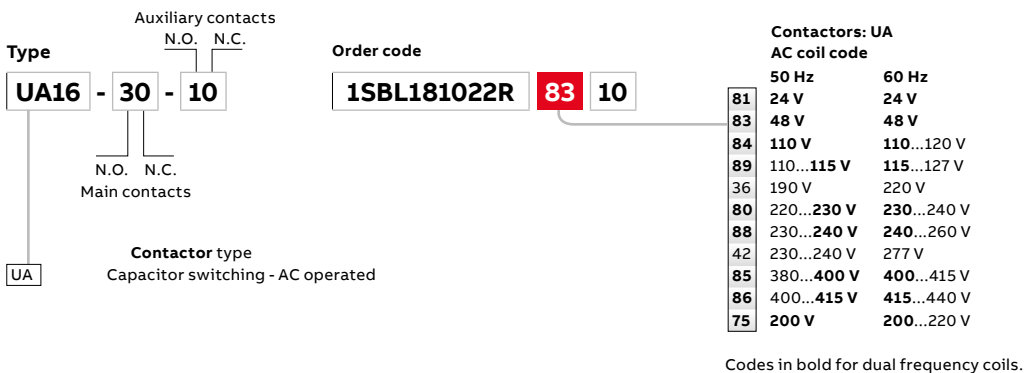 Auxiliary contacts
N.O. N.C.
Type
UA16 - 30 - 10
N.O. N.C.
Main contacts
Order code
1SBL181022R 83 10
UA
Contactor type
Capacitor switching - AC operated
Contactors: UA
AC coil code
50 Hz 60 Hz
81 24 V 24 V
83 48 V 48 V
84 110 V 110...120 V
89 110...115 V 115...127 V
36 190 V 220 V
80 220...230 V 230...240 V
88 230...240 V 240...260 V
42 230...240 V 277 V
85 380...400 V 400...415 V
86 400...415 V 415...440 V
75 200 V 200...220 V
Codes in bold for dual frequency coils.